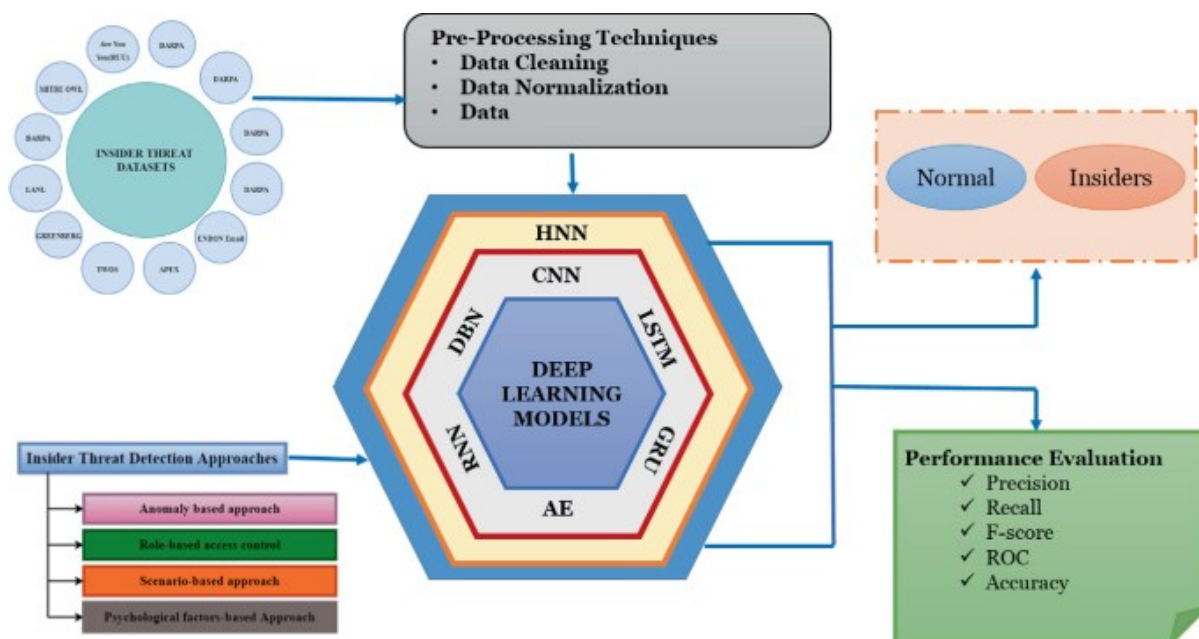 Are You
You(RUU)
DARPA
DARPA
DARPA
DARPA
ENRON Email
APEX
TWOS
GREENBERG
LANL
DARPA
MITRE OWL
INSIDER THREAT
DATASETS
Pre-Processing Techniques
• Data Cleaning
• Data Normalization
• Data
Normal
Insiders
HNN
CNN
DBN
LSTM
DEEP
LEARNING
MODELS
RNN
GRU
AE
Insider Threat Detection Approaches
Anomaly based approach
Role-based access control
Scenario-based approach
Psychological factors-based Approach
Performance Evaluation
✓ Precision
✓ Recall
✓ F-score
✓ ROC
✓ Accuracy